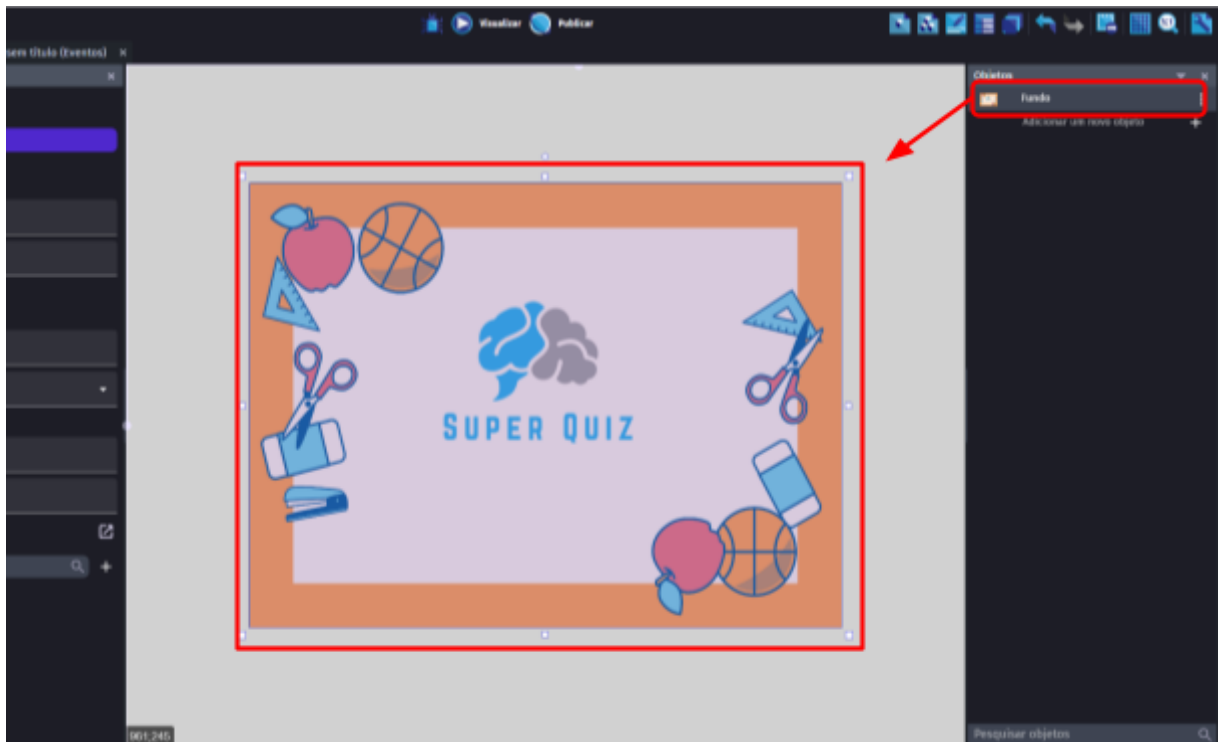 Visualizar
Publicar
sem título (Eventos) ×
Objetos
Fundo
Adicionar um novo objeto +
SUPER QUIZ
961;245
Pesquisar objetos